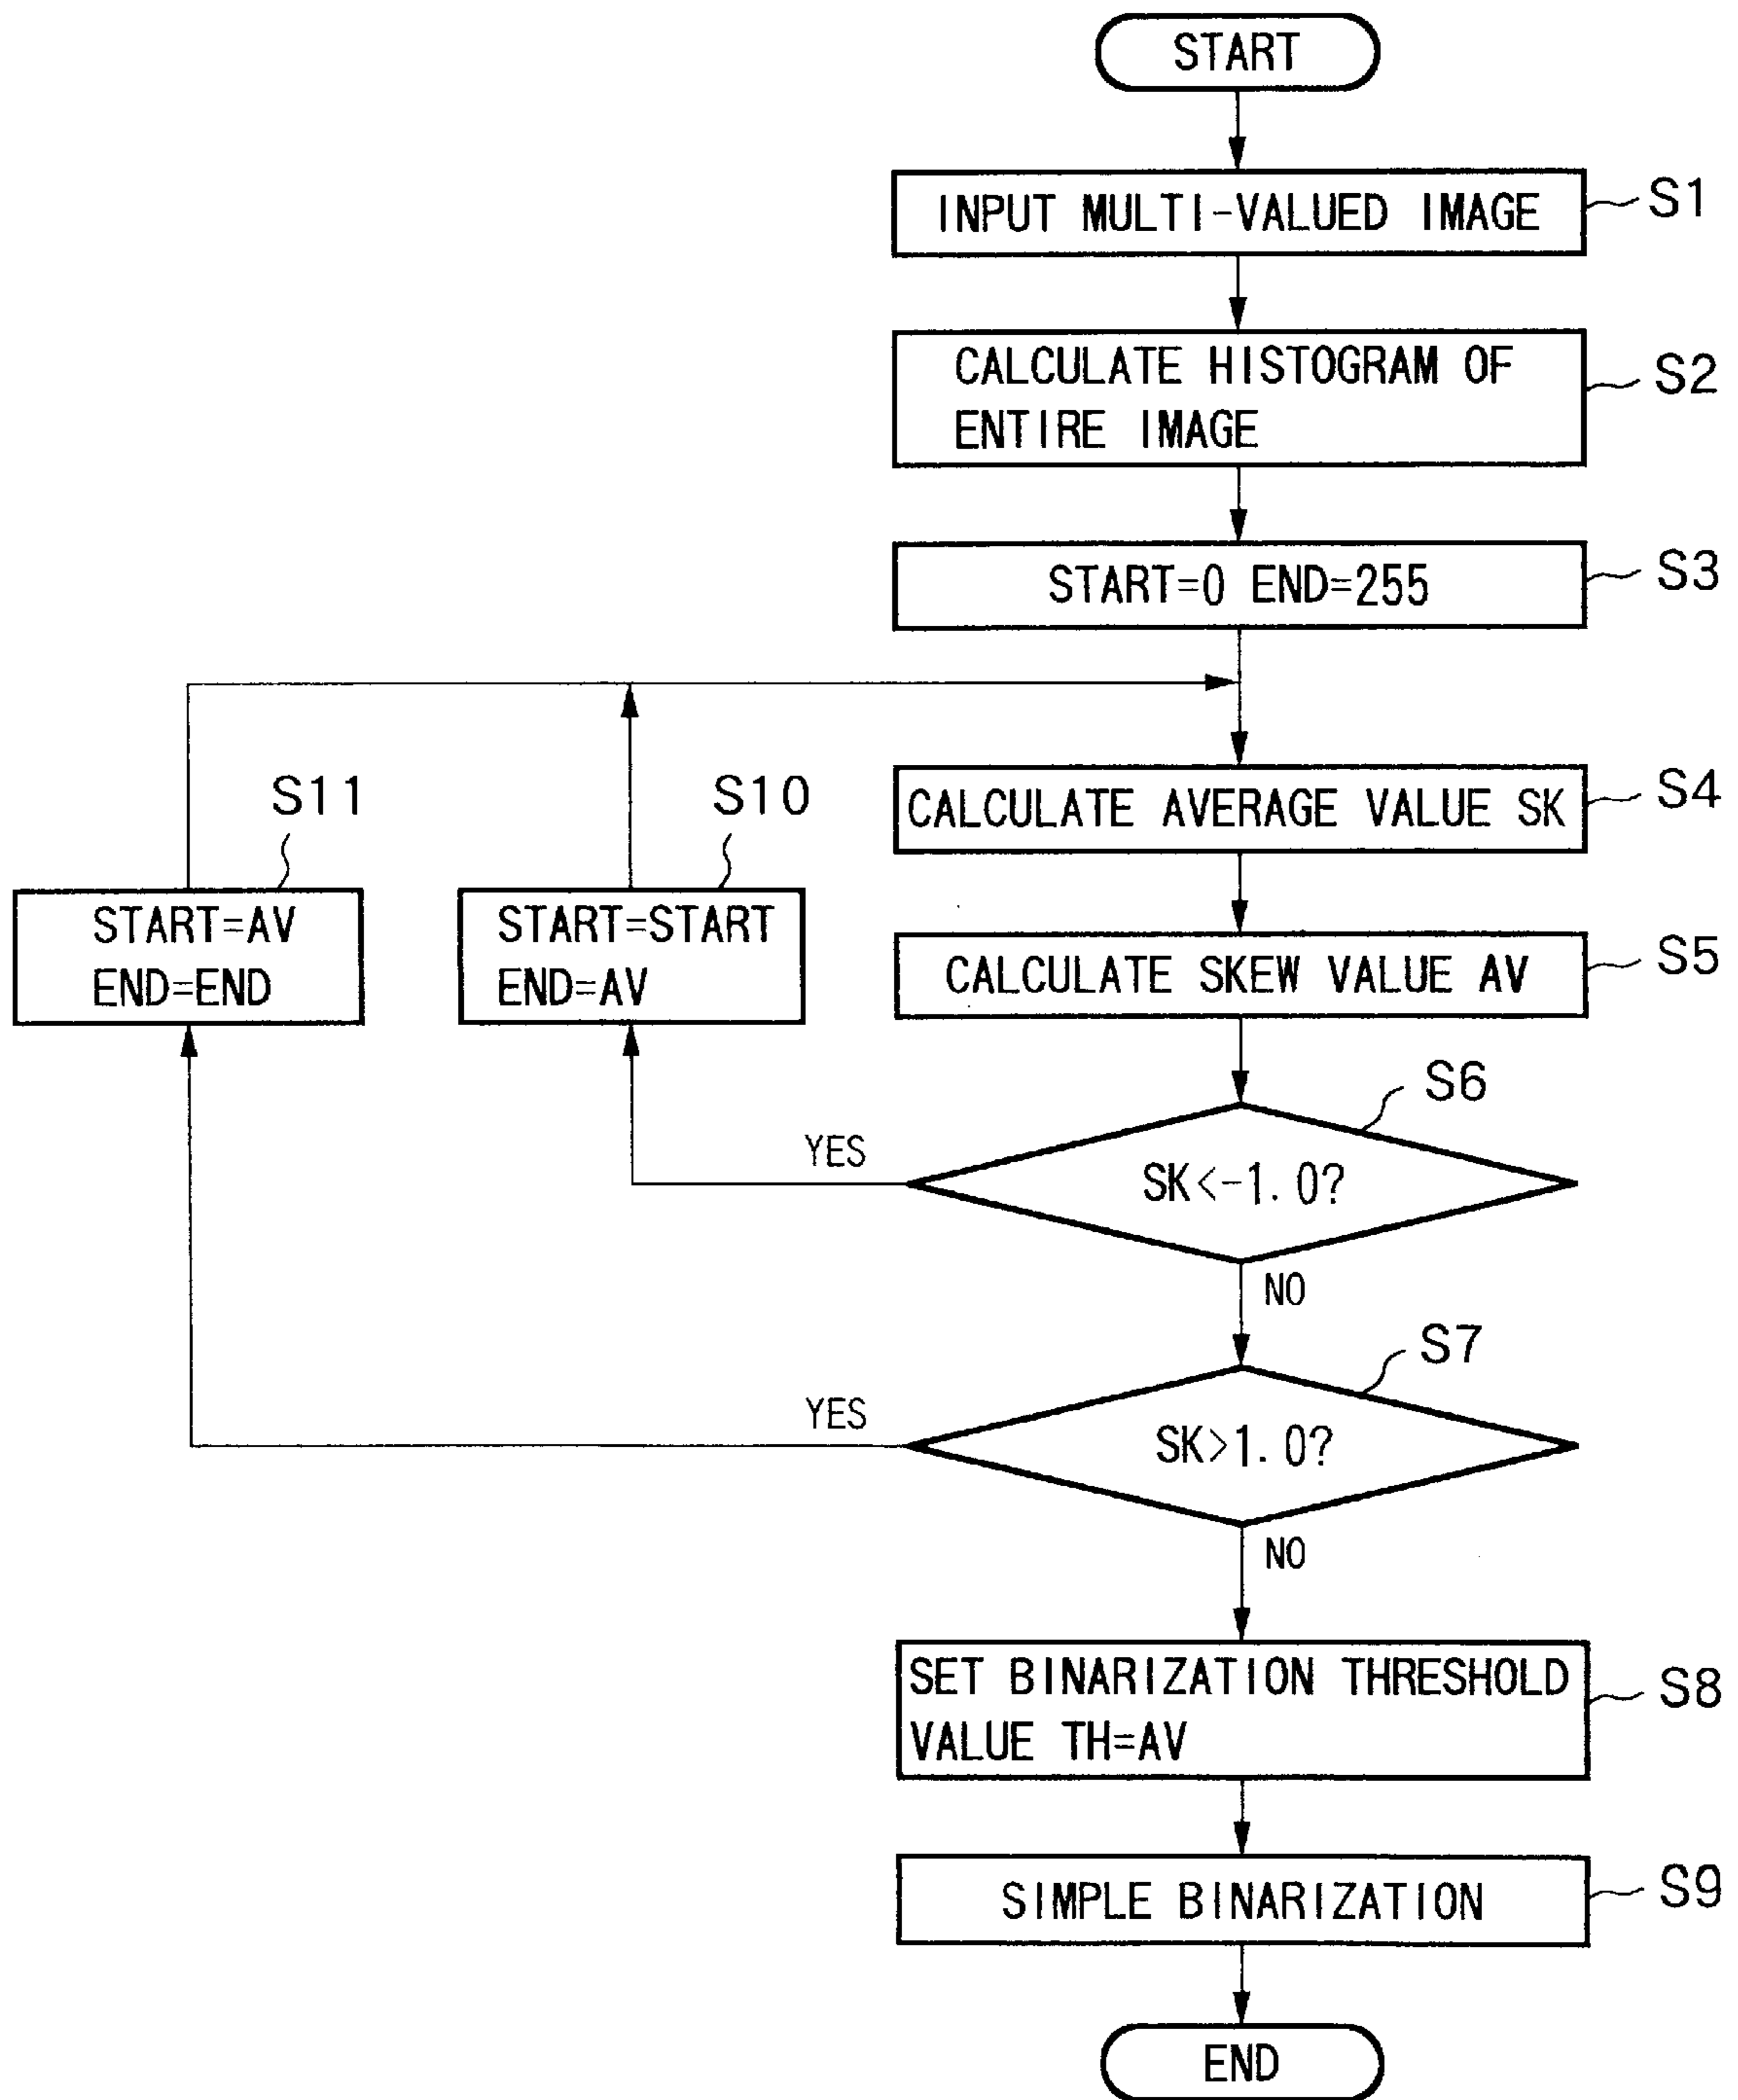 START
INPUT MULTI-VALUED IMAGE
S1
CALCULATE HISTOGRAM OF
ENTIRE IMAGE
S2
START=0 END=255
S3
CALCULATE AVERAGE VALUE SK
S4
S11
START=AV
END=END
S10
START=START
END=AV
CALCULATE SKEW VALUE AV
S5
S6
YES
SK<-1.0?
NO
S7
YES
SK>1.0?
NO
SET BINARIZATION THRESHOLD
VALUE TH=AV
S8
SIMPLE BINARIZATION
S9
END